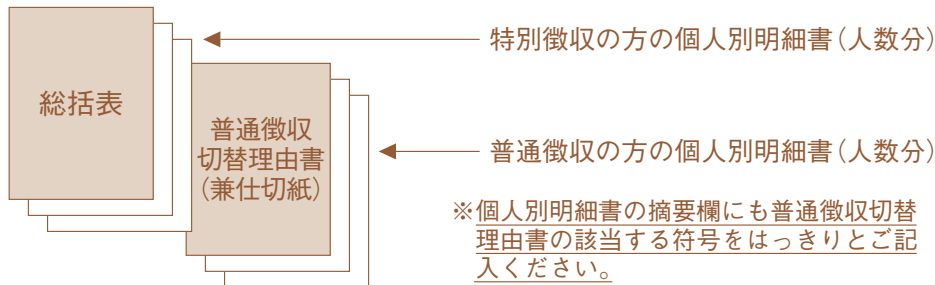 特別徴収の方の個人別明細書(人数分)
総括表
普通徴収
切替理由書
(兼仕切紙)
普通徴収の方の個人別明細書(人数分)
※個人別明細書の摘要欄にも普通徴収切替
理由書の該当する符号をはっきりとご記
入ください。